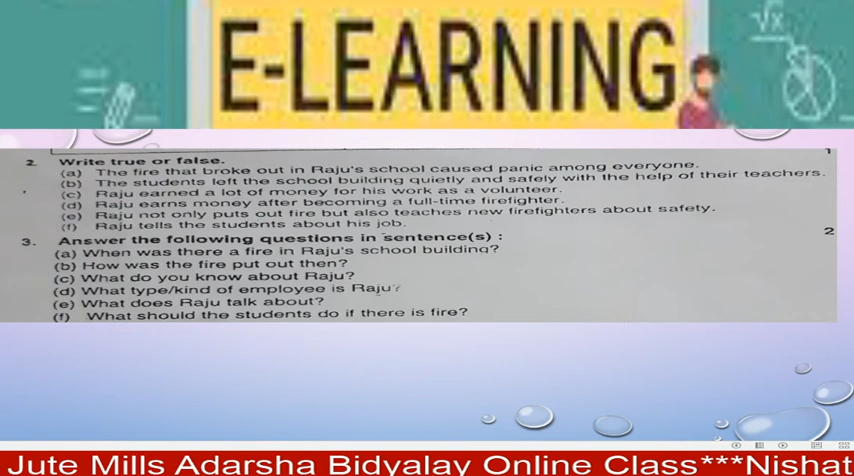 E-LEARNING
√x
1
2. Write true or false.
(a) The fire that broke out in Raju's school caused panic among everyone.
(b) The students left the school building quietly and safely with the help of their teachers.
(c) Raju earned a lot of money for his work as a volunteer.
(d) Raju earns money after becoming a full-time firefighter.
(e) Raju not only puts out fire but also teaches new firefighters about safety.
(f) Raju tells the students about his job.
3. Answer the following questions in sentence(s) : 2
(a) When was there a fire in Raju's school building?
(b) How was the fire put out then?
(c) What do you know about Raju?
(d) What type/kind of employee is Raju?
(e) What does Raju talk about?
(f) What should the students do if there is fire?
Jute Mills Adarsha Bidyalay Online Class***Nishat